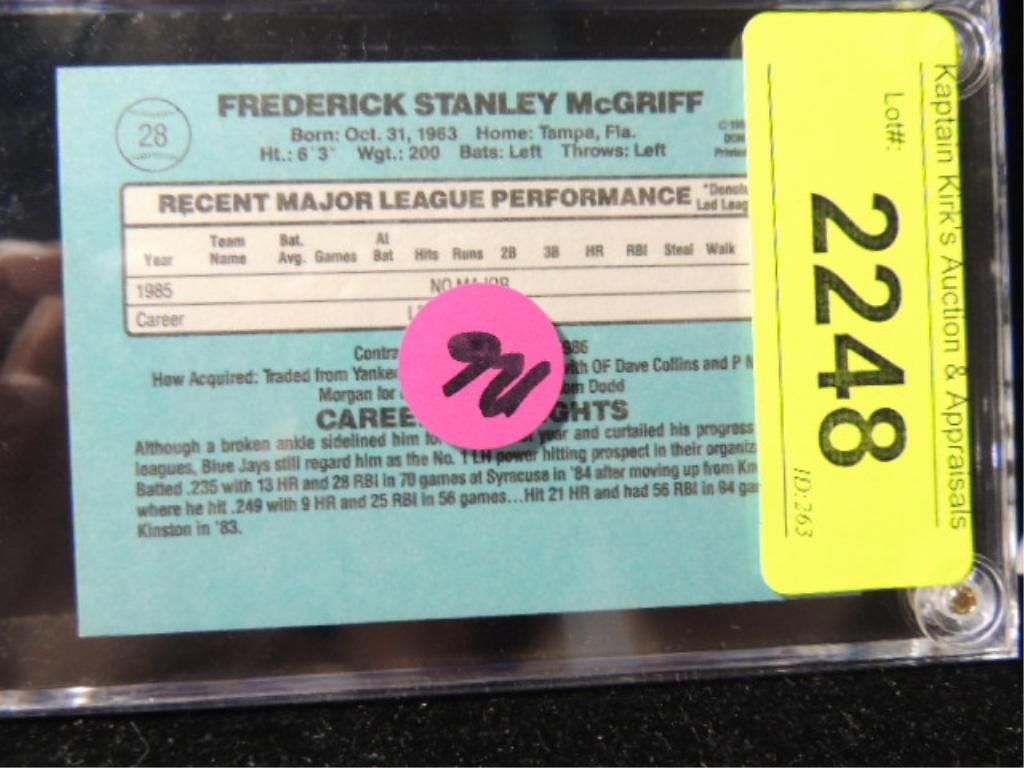 28
FREDERICK STANLEY McGRIFF
Born: Oct. 31, 1963 Home: Tampa, Fla.
Ht.: 6'3" Wgt.: 200 Bats: Left Throws: Left
RECENT MAJOR LEAGUE PERFORMANCE
Led
Year Team Name Bat. Avg. Games At Bat Hits Runs 2B 3B HR RBI Steal Walk
1985 NO MAJOR
Career
How Acquired: Traded from with OF Dave Collins and P
Morgan for Dodd
Although a broken ankle sidelined him year and curtailed his progress
leagues, Blue Jays still regard him as the No. 1 LH power hitting prospect in their
Batted .235 with 13 HR and 28 RBI in 70 games at Syracuse in '84 after moving up from
where he hit .249 with 9 HR and 25 RBI in 56 games...Hit 21 HR and had 56 RBI in 94
Kinston in '83.
Kaptain Kirk's Auction & Appraisals
Lot#:
2248
ID:263